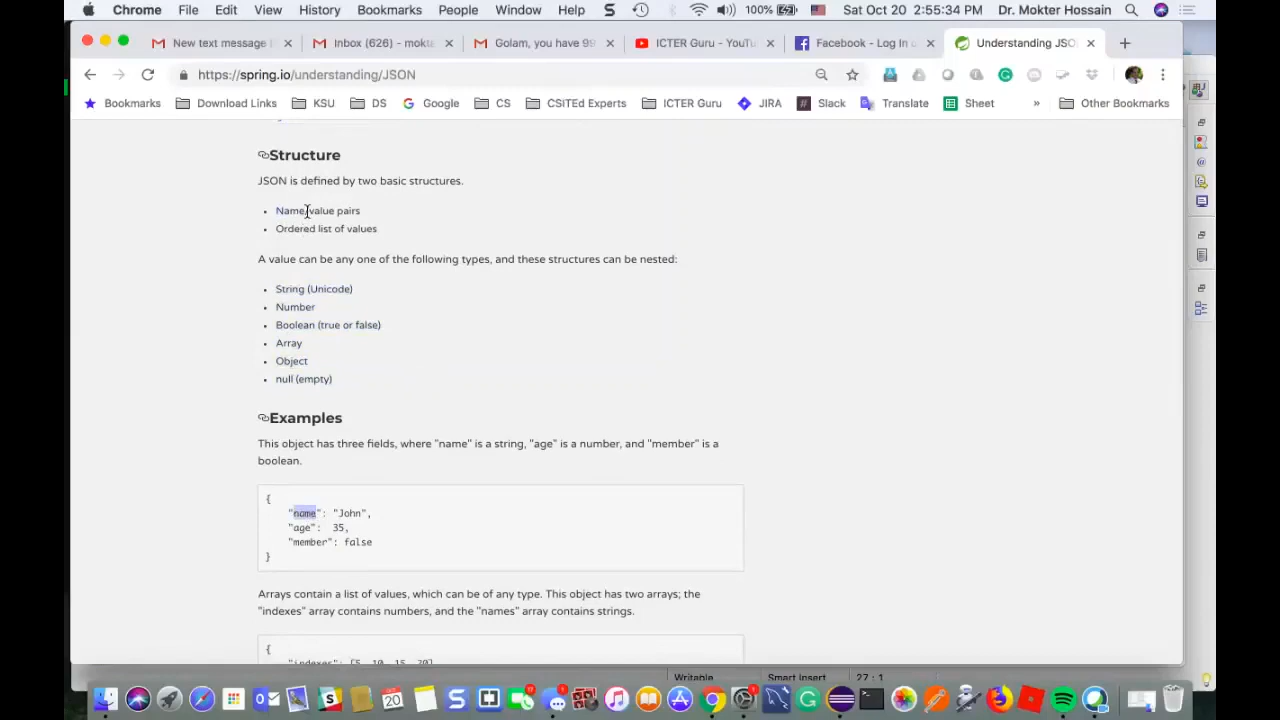 Chrome File Edit View History Bookmarks People Window Help 100% Sat Oct 20 2:55:34 PM Dr. Mokter Hossain
New text message Inbox (626) - mokte Golam, you have 99 ICTER Guru - YouTu Facebook - Log In o Understanding JSO
https://spring.io/understanding/JSON
Bookmarks Download Links KSU DS Google CS CSITEd Experts ICTER Guru JIRA Slack Translate Sheet » Other Bookmarks
Structure
JSON is defined by two basic structures.
Name/value pairs
Ordered list of values
A value can be any one of the following types, and these structures can be nested:
String (Unicode)
Number
Boolean (true or false)
Array
Object
null (empty)
Examples
This object has three fields, where "name" is a string, "age" is a number, and "member" is a
boolean.
{
"name": "John",
"age": 35,
"member": false
}
Arrays contain a list of values, which can be of any type. This object has two arrays; the
"indexes" array contains numbers, and the "names" array contains strings.
{
"indexes": [5, 10, 15, 20],
Writable Smart Insert 27 : 1